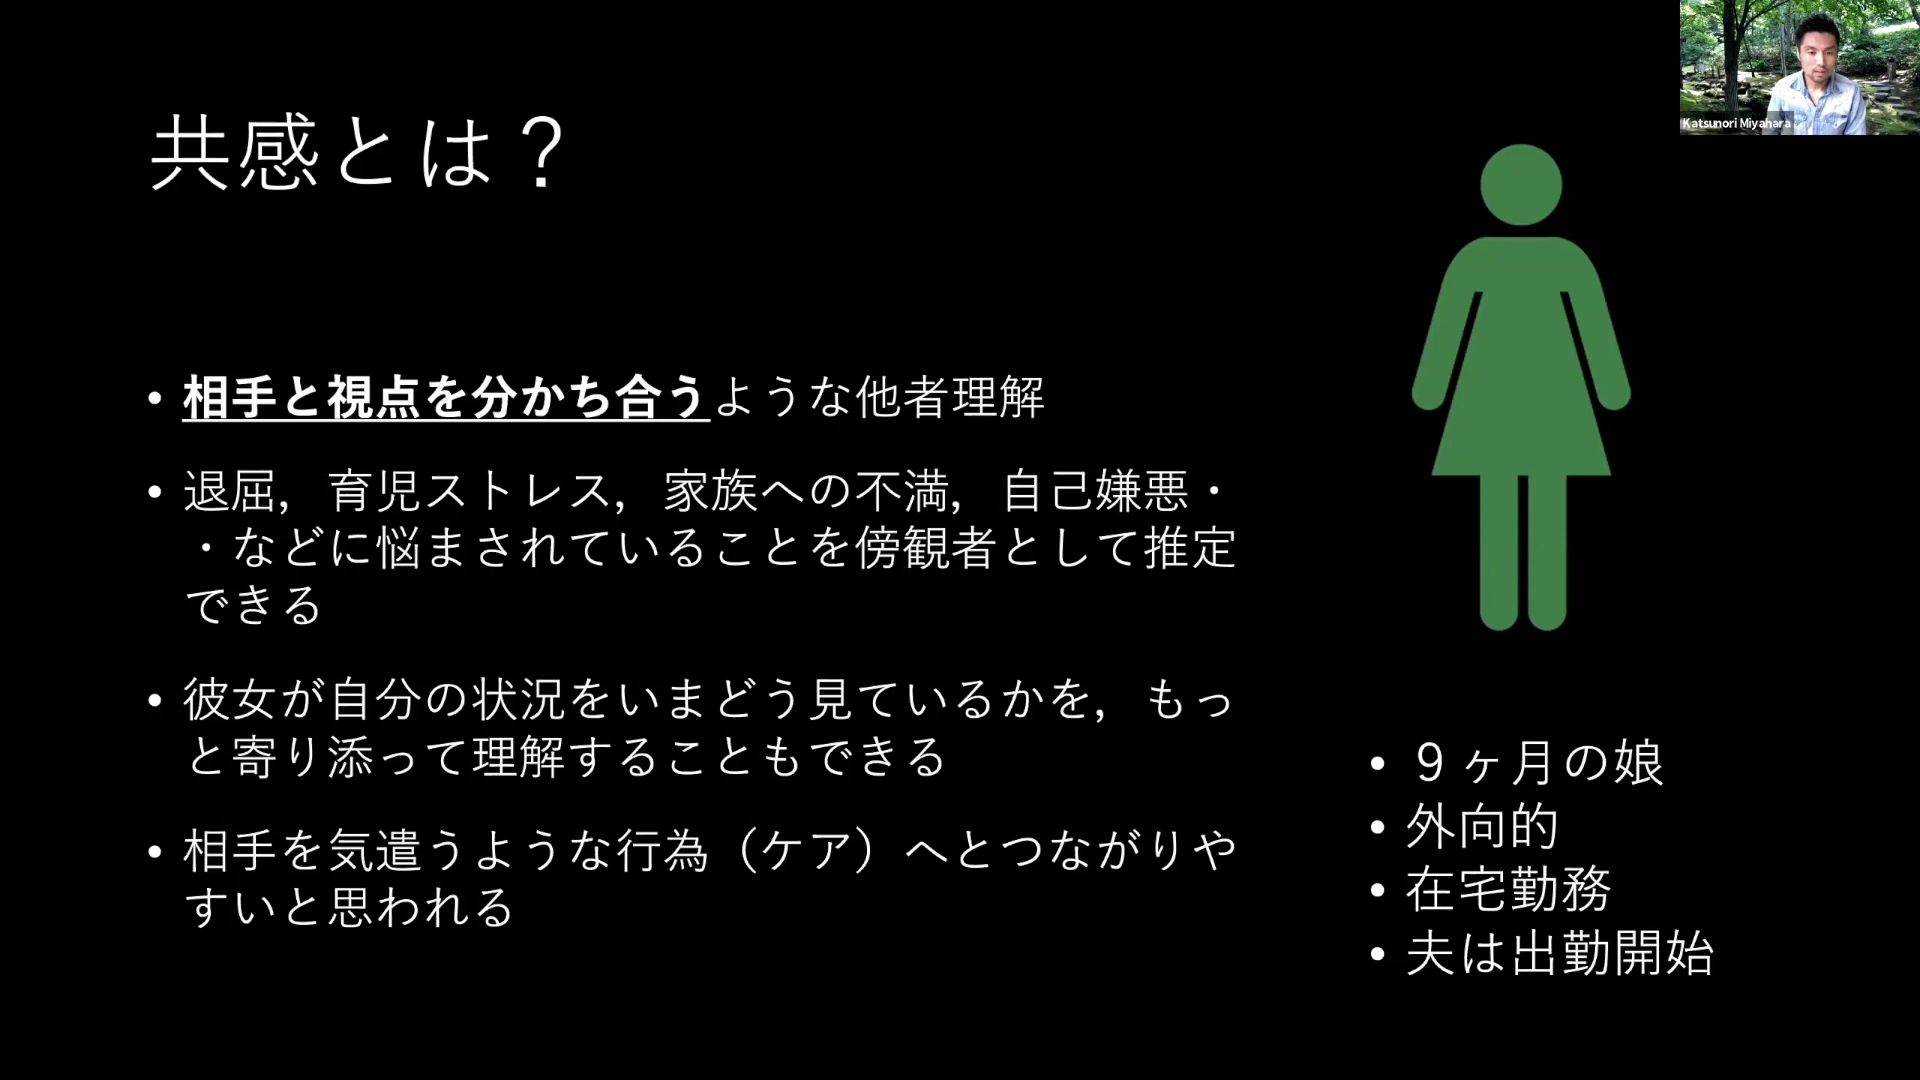 共感とは？
• 相手と視点を分かち合うような他者理解
• 退屈，育児ストレス，家族への不満，自己嫌悪・
・などに悩まされていることを傍観者として推定
できる
• 彼女が自分の状況をいまどう見ているかを，もっ
と寄り添って理解することもできる
• 相手を気遣うような行為（ケア）へとつながりや
すいと思われる
Katsunori Miyahara
• ９ヶ月の娘
• 外向的
• 在宅勤務
• 夫は出勤開始